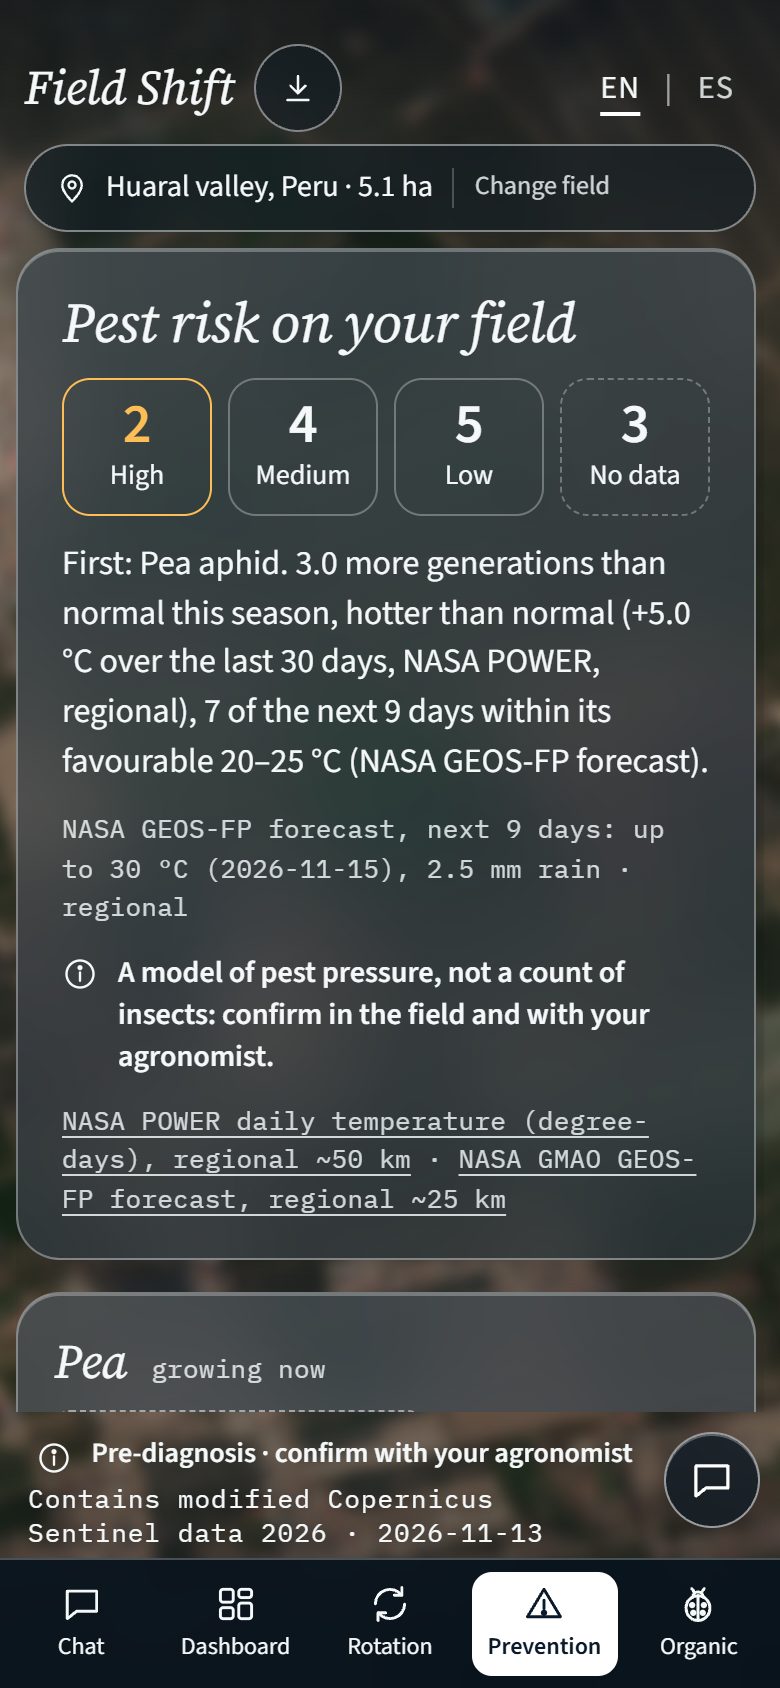 Field Shift
EN | ES
Huaral valley, Peru · 5.1 ha | Change field
Pest risk on your field
2 4 5 3
High Medium Low No data
First: Pea aphid. 3.0 more generations than
normal this season, hotter than normal (+5.0
°C over the last 30 days, NASA POWER,
regional), 7 of the next 9 days within its
favourable 20–25 °C (NASA GEOS-FP forecast).
NASA GEOS-FP forecast, next 9 days: up
to 30 °C (2026-11-15), 2.5 mm rain ·
regional
A model of pest pressure, not a count of
insects: confirm in the field and with your
agronomist.
NASA POWER daily temperature (degree-
days), regional ~50 km · NASA GMAO GEOS-
FP forecast, regional ~25 km
Pea growing now
Pre-diagnosis · confirm with your agronomist
Contains modified Copernicus
Sentinel data 2026 · 2026-11-13
Chat Dashboard Rotation Prevention Organic